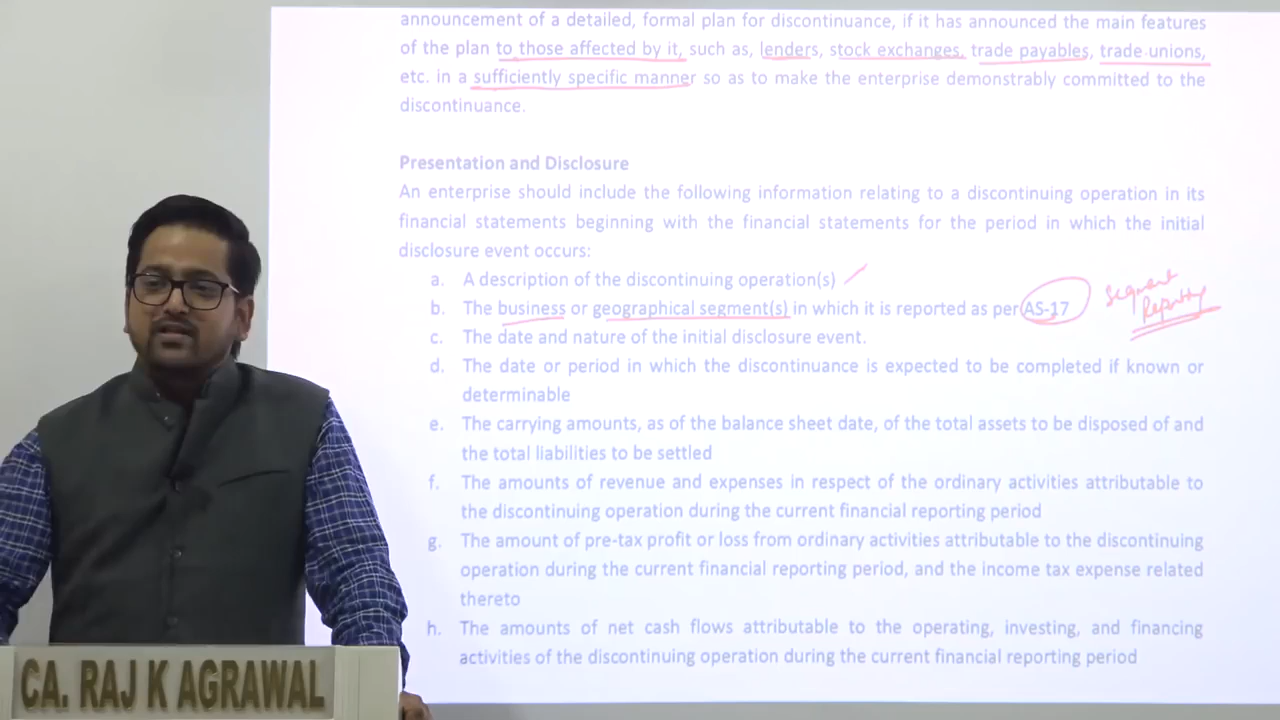 announcement of a detailed, formal plan for discontinuance, if it has announced the main features
of the plan to those affected by it, such as, lenders, stock exchanges, trade payables, trade unions,
etc. in a sufficiently specific manner so as to make the enterprise demonstrably committed to the
discontinuance.
Presentation and Disclosure
An enterprise should include the following information relating to a discontinuing operation in its
financial statements beginning with the financial statements for the period in which the initial
disclosure event occurs:
a. A description of the discontinuing operation(s)
b. The business or geographical segment(s) in which it is reported as per AS-17
Segment
Reporting
c. The date and nature of the initial disclosure event.
d. The date or period in which the discontinuance is expected to be completed if known or
determinable
e. The carrying amounts, as of the balance sheet date, of the total assets to be disposed of and
the total liabilities to be settled
f. The amounts of revenue and expenses in respect of the ordinary activities attributable to
the discontinuing operation during the current financial reporting period
g. The amount of pre-tax profit or loss from ordinary activities attributable to the discontinuing
operation during the current financial reporting period, and the income tax expense related
thereto
h. The amounts of net cash flows attributable to the operating, investing, and financing
activities of the discontinuing operation during the current financial reporting period
CA. RAJ K AGRAWAL